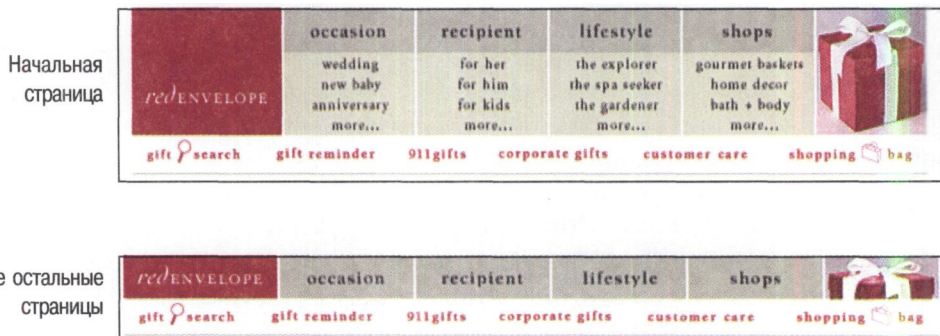 Начальная
страница
redENVELOPE
occasion recipient lifestyle shops
wedding for her the explorer gourmet baskets
new baby for him the spa seeker home decor
anniversary for kids the gardener bath + body
more... more... more... more...
gift search gift reminder 911gifts corporate gifts customer care shopping bag
е остальные
страницы
redENVELOPE occasion recipient lifestyle shops
gift search gift reminder 911gifts corporate gifts customer care shopping bag